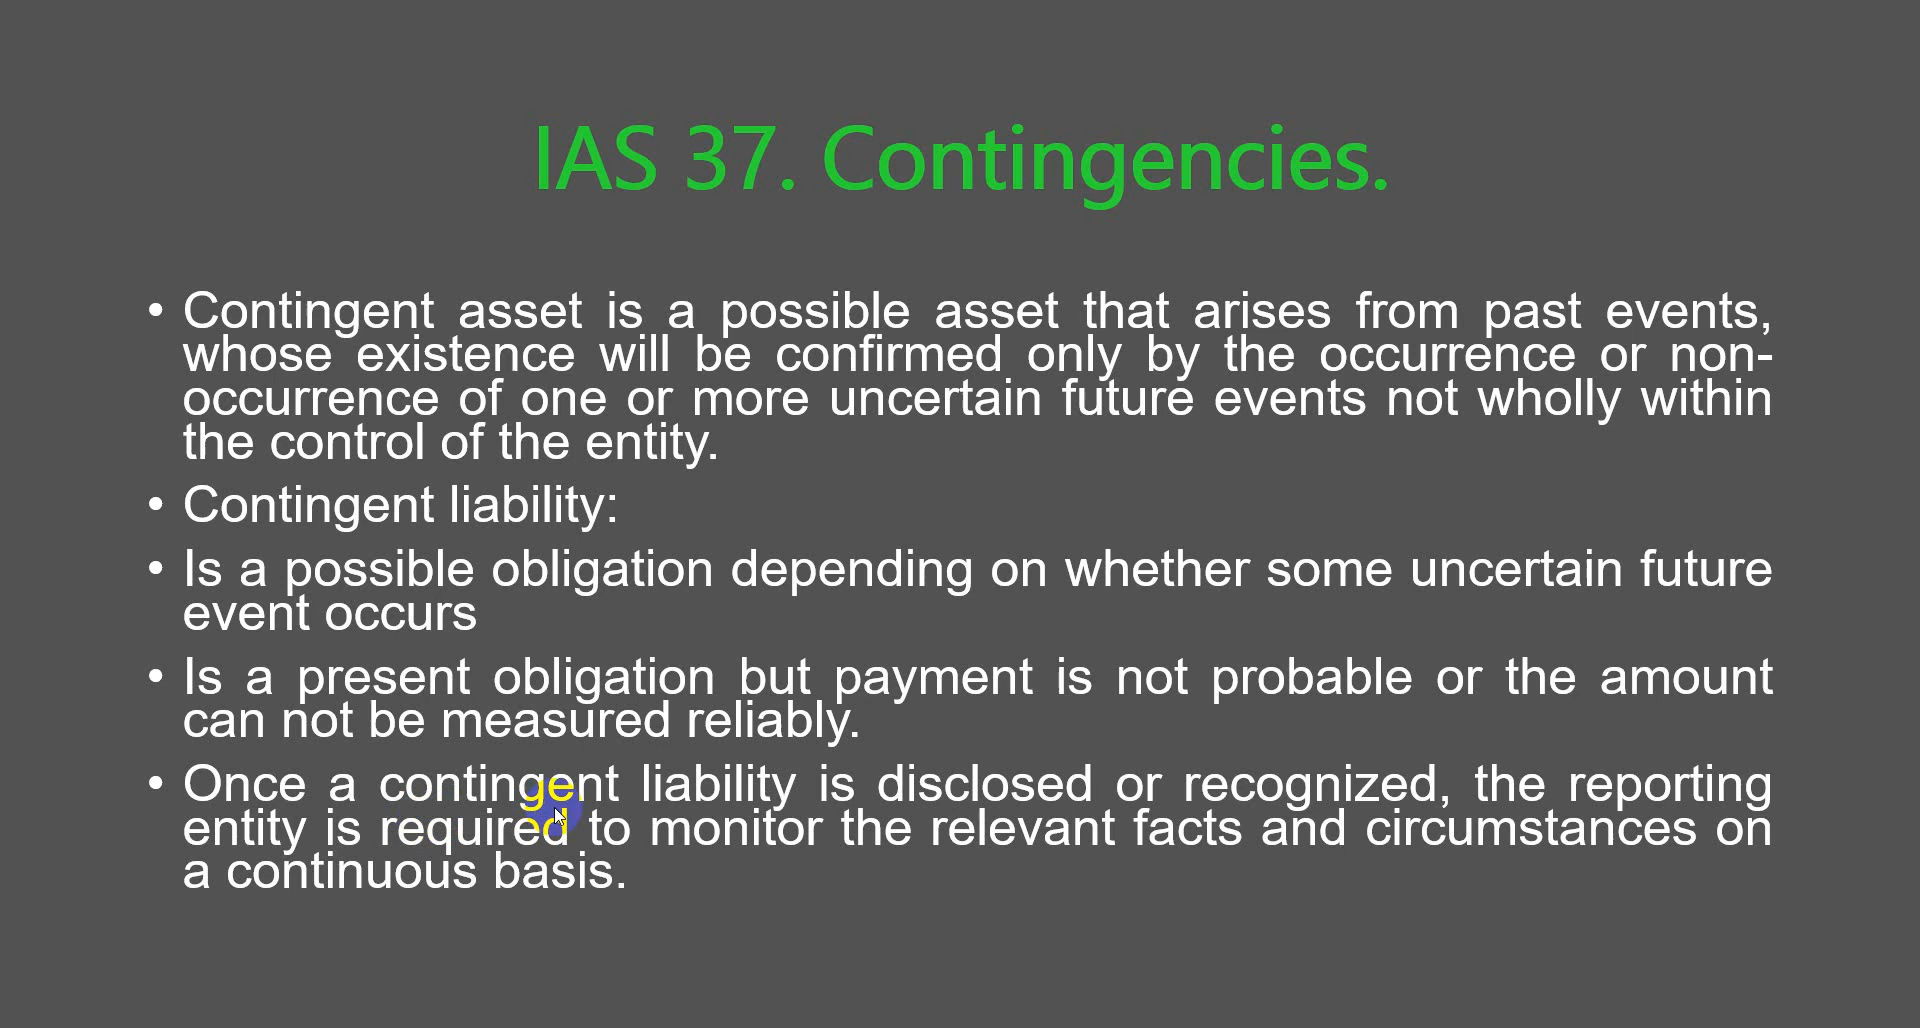 IAS 37. Contingencies.
• Contingent asset is a possible asset that arises from past events,
whose existence will be confirmed only by the occurrence or non-
occurrence of one or more uncertain future events not wholly within
the control of the entity.
• Contingent liability:
• Is a possible obligation depending on whether some uncertain future
event occurs
• Is a present obligation but payment is not probable or the amount
can not be measured reliably.
• Once a contingent liability is disclosed or recognized, the reporting
entity is required to monitor the relevant facts and circumstances on
a continuous basis.